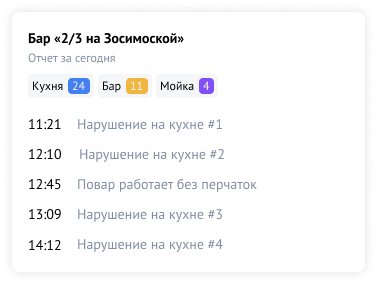 Бар «2/3 на Зосимоской»
Отчет за сегодня
Кухня 24 Бар 11 Мойка 4
11:21 Нарушение на кухне #1
12:10 Нарушение на кухне #2
12:45 Повар работает без перчаток
13:09 Нарушение на кухне #3
14:12 Нарушение на кухне #4